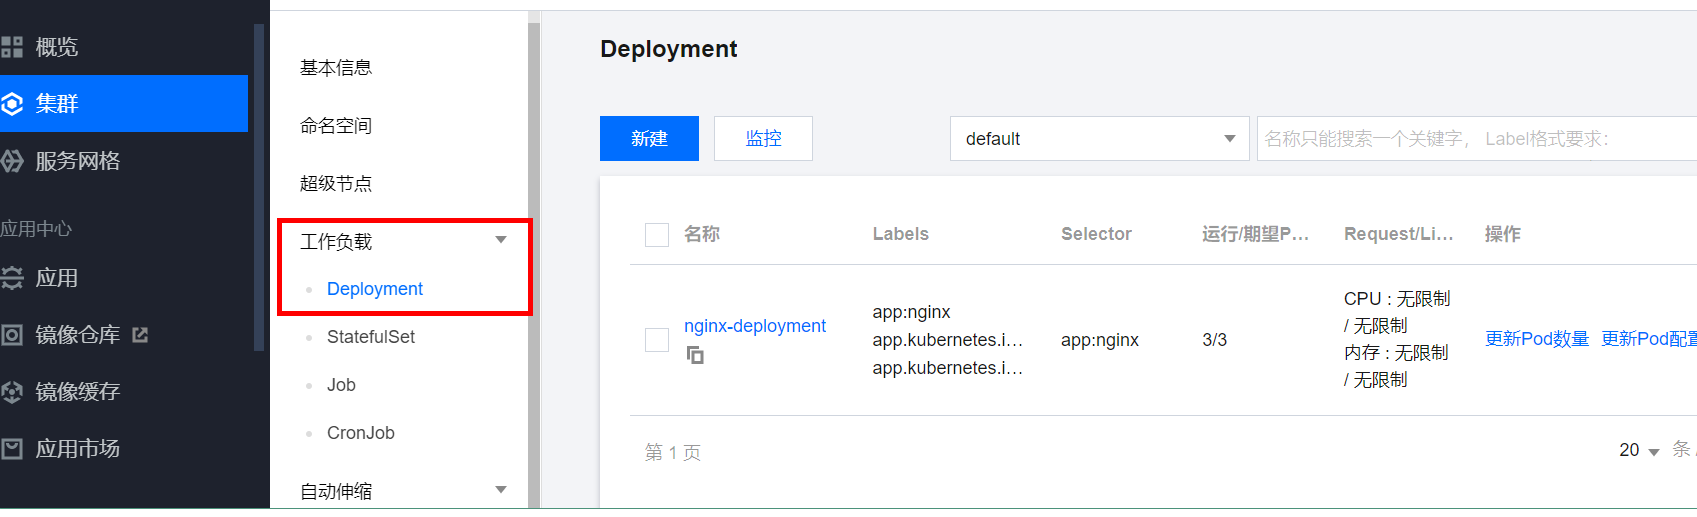 概览
集群
服务网格
应用中心
应用
镜像仓库
镜像缓存
应用市场
基本信息
命名空间
超级节点
工作负载
Deployment
StatefulSet
Job
CronJob
自动伸缩
Deployment
新建 监控 default 名称只能搜索一个关键字， Label格式要求：
名称 Labels Selector 运行/期望P... Request/Li... 操作
nginx-deployment
app:nginx
app.kubernetes.i...
app.kubernetes.i...
app:nginx
3/3
CPU : 无限制
/ 无限制
内存 : 无限制
/ 无限制
更新Pod数量 更新Pod配置
第 1 页
20 条 /